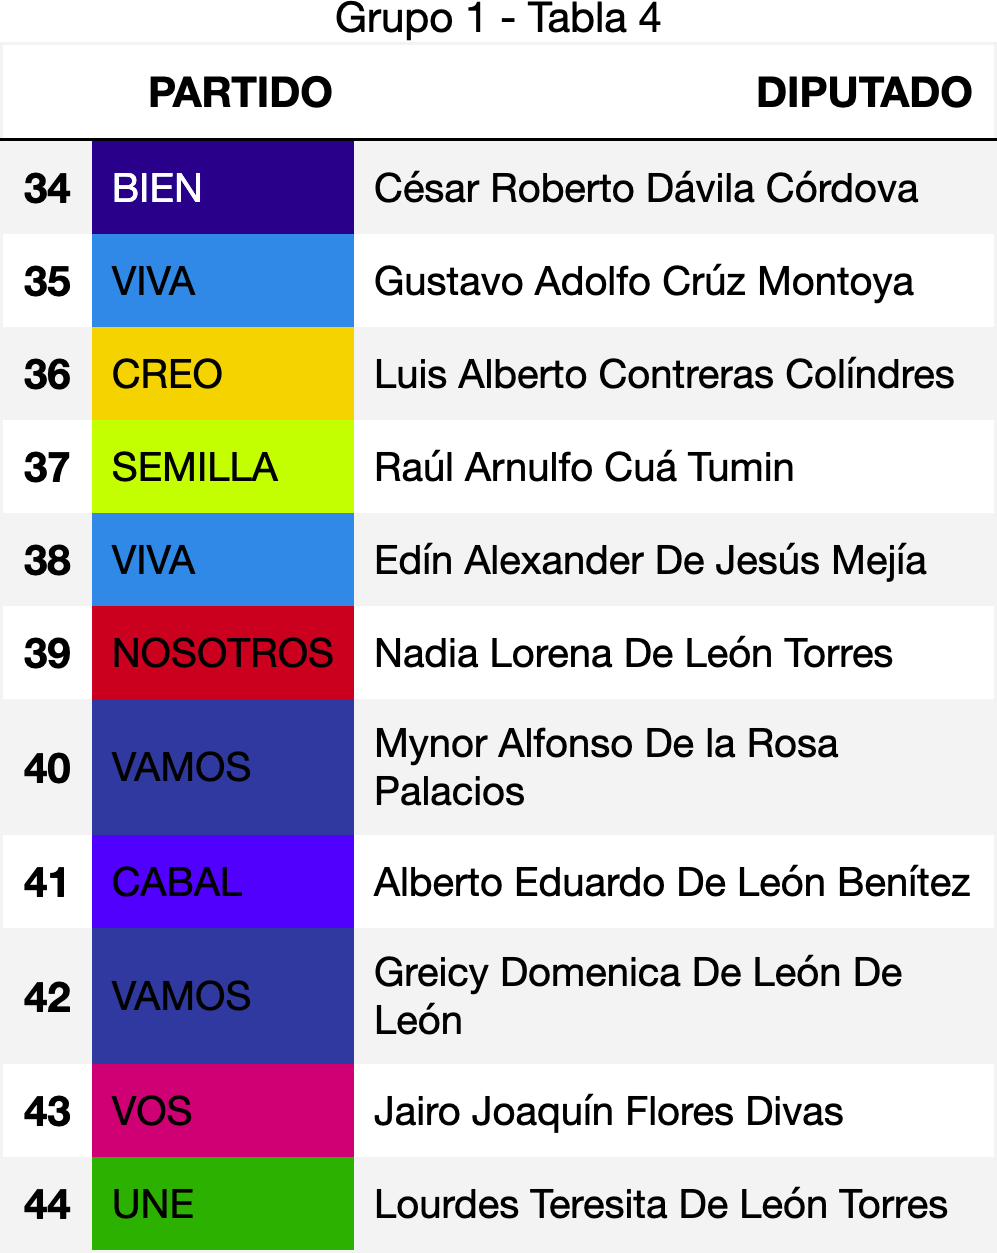 Grupo 1 - Tabla 4
PARTIDO DIPUTADO
34 BIEN César Roberto Dávila Córdova
35 VIVA Gustavo Adolfo Crúz Montoya
36 CREO Luis Alberto Contreras Colíndres
37 SEMILLA Raúl Arnulfo Cuá Tumin
38 VIVA Edín Alexander De Jesús Mejía
39 NOSOTROS Nadia Lorena De León Torres
40 VAMOS Mynor Alfonso De la Rosa
Palacios
41 CABAL Alberto Eduardo De León Benítez
42 VAMOS Greicy Domenica De León De
León
43 VOS Jairo Joaquín Flores Divas
44 UNE Lourdes Teresita De León Torres